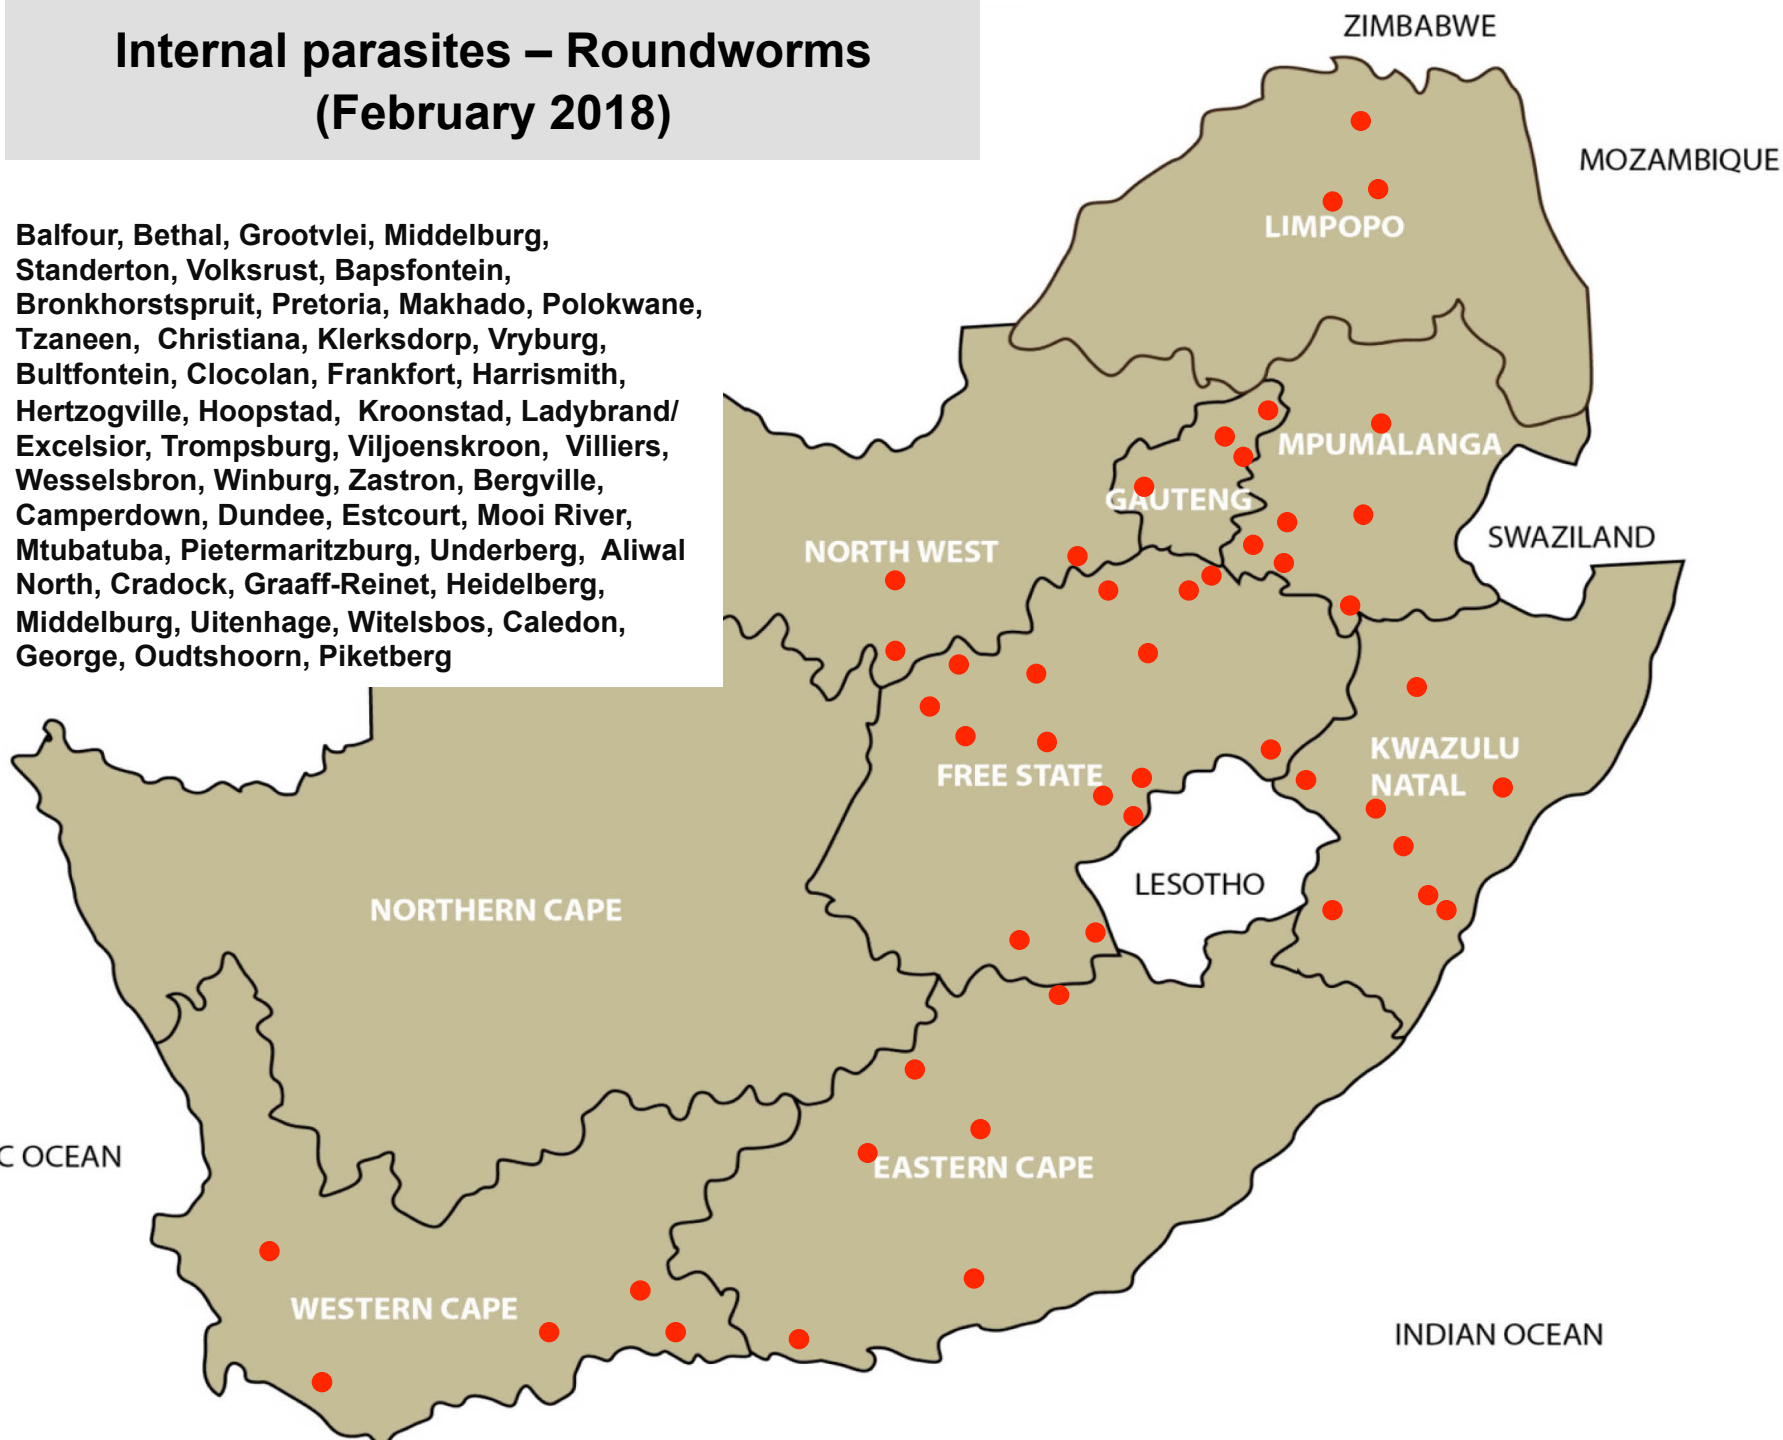 Internal parasites – Roundworms
(February 2018)
Balfour, Bethal, Grootvlei, Middelburg,
Standerton, Volksrust, Bapsfontein,
Bronkhorstspruit, Pretoria, Makhado, Polokwane,
Tzaneen, Christiana, Klerksdorp, Vryburg,
Bultfontein, Clocolan, Frankfort, Harrismith,
Hertzogville, Hoopstad, Kroonstad, Ladybrand/
Excelsior, Trompsburg, Viljoenskroon, Villiers,
Wesselsbron, Winburg, Zastron, Bergville,
Camperdown, Dundee, Estcourt, Mooi River,
Mtubatuba, Pietermaritzburg, Underberg, Aliwal
North, Cradock, Graaff-Reinet, Heidelberg,
Middelburg, Uitenhage, Witelsbos, Caledon,
George, Oudtshoorn, Piketberg
ZIMBABWE
MOZAMBIQUE
LIMPOPO
MPUMALANGA
GAUTENG
SWAZILAND
NORTH WEST
KWAZULU
NATAL
FREE STATE
LESOTHO
NORTHERN CAPE
C OCEAN
EASTERN CAPE
WESTERN CAPE
INDIAN OCEAN